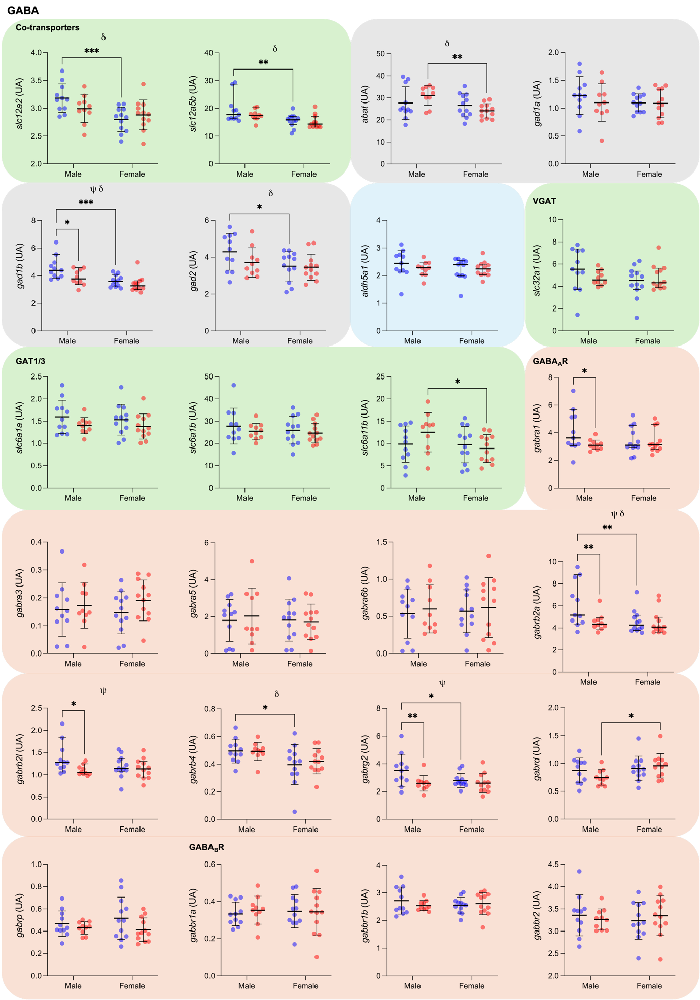 GABA
Co-transporters
δ
***
slc12a2 (UA)
4.0
3.5
3.0
2.5
2.0
Male Female
δ
**
slc12a5b (UA)
40
30
20
10
0
Male Female
δ
**
abat (UA)
50
40
30
20
10
0
Male Female
gad1a (UA)
2.0
1.5
1.0
0.5
0.0
Male Female
ψ δ
***
*
gad1b (UA)
8
6
4
2
0
Male Female
δ
*
gad2 (UA)
6
4
2
0
Male Female
aldh5a1 (UA)
4
3
2
1
0
Male Female
VGAT
slc32a1 (UA)
10
8
6
4
2
0
Male Female
GAT1/3
slc6a1a (UA)
2.5
2.0
1.5
1.0
0.5
0.0
Male Female
slc6a1b (UA)
50
40
30
20
10
0
Male Female
*
slc6a11b (UA)
25
20
15
10
5
0
Male Female
GABAAR
*
gabra1 (UA)
8
6
4
2
0
Male Female
gabra3 (UA)
0.4
0.3
0.2
0.1
0.0
Male Female
gabra5 (UA)
6
4
2
0
Male Female
gabra6b (UA)
1.5
1.0
0.5
0.0
Male Female
ψ δ
**
**
gabrb2a (UA)
10
8
6
4
2
0
Male Female
ψ
*
gabrb2l (UA)
2.5
2.0
1.5
1.0
0.5
0.0
Male Female
δ
*
gabrb4 (UA)
0.8
0.6
0.4
0.2
0.0
Male Female
ψ
*
**
gabrg2 (UA)
8
6
4
2
0
Male Female
*
gabrd (UA)
2.0
1.5
1.0
0.5
0.0
Male Female
gabrp (UA)
1.0
0.8
0.6
0.4
0.2
0.0
Male Female
GABABR
gabbr1a (UA)
0.6
0.4
0.2
0.0
Male Female
gabbr1b (UA)
4
3
2
1
0
Male Female
gabbr2 (UA)
4.5
4.0
3.5
3.0
2.5
2.0
Male Female